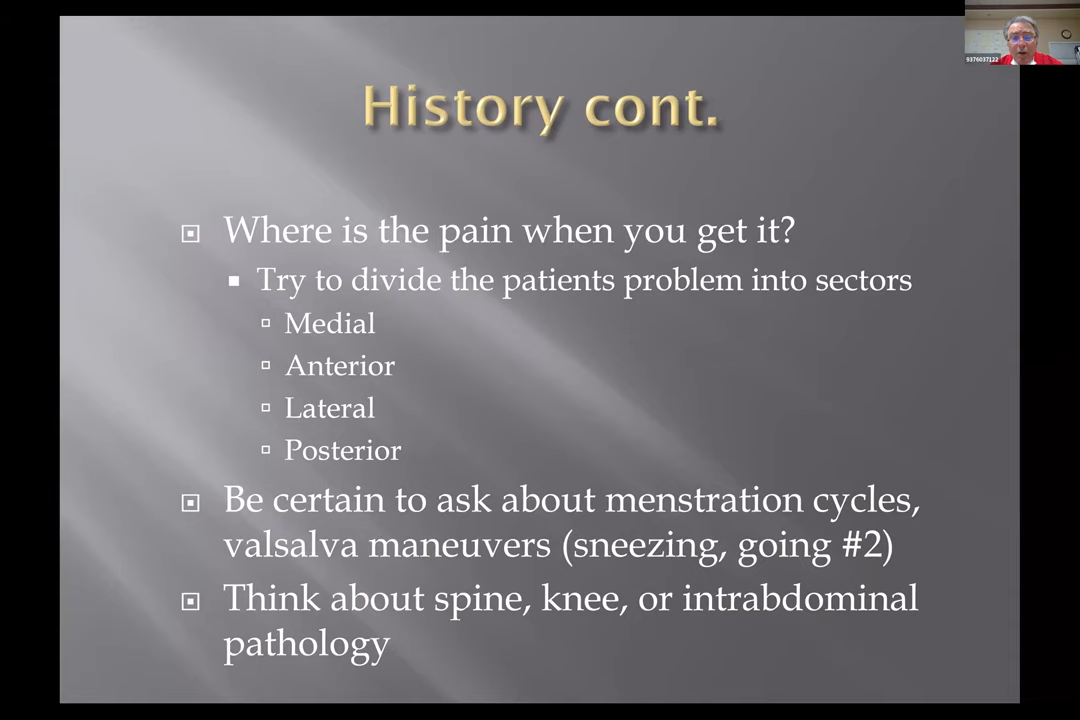 History cont.
Where is the pain when you get it?
Try to divide the patients problem into sectors
Medial
Anterior
Lateral
Posterior
Be certain to ask about menstration cycles,
valsalva maneuvers (sneezing, going #2)
Think about spine, knee, or intrabdominal
pathology
9376037122